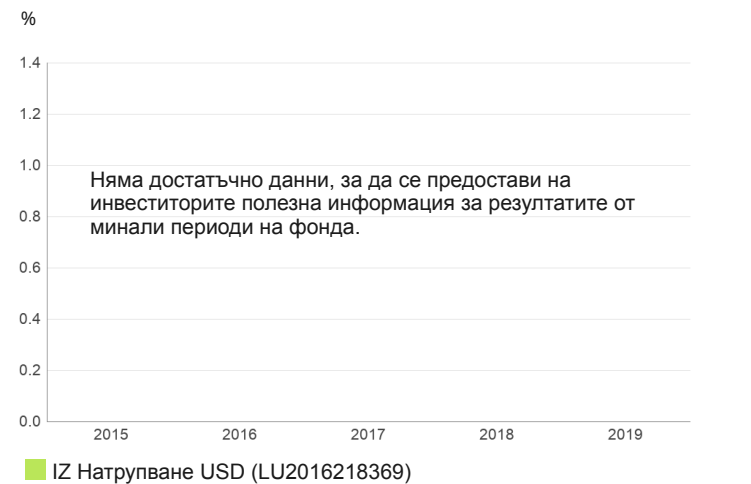 %
1.4
1.2
1.0
Няма достатъчно данни, за да се предостави на
инвеститорите полезна информация за резултатите от
минали периоди на фонда.
0.8
0.6
0.4
0.2
0.0
2015 2016 2017 2018 2019
IZ Натрупване USD (LU2016218369)